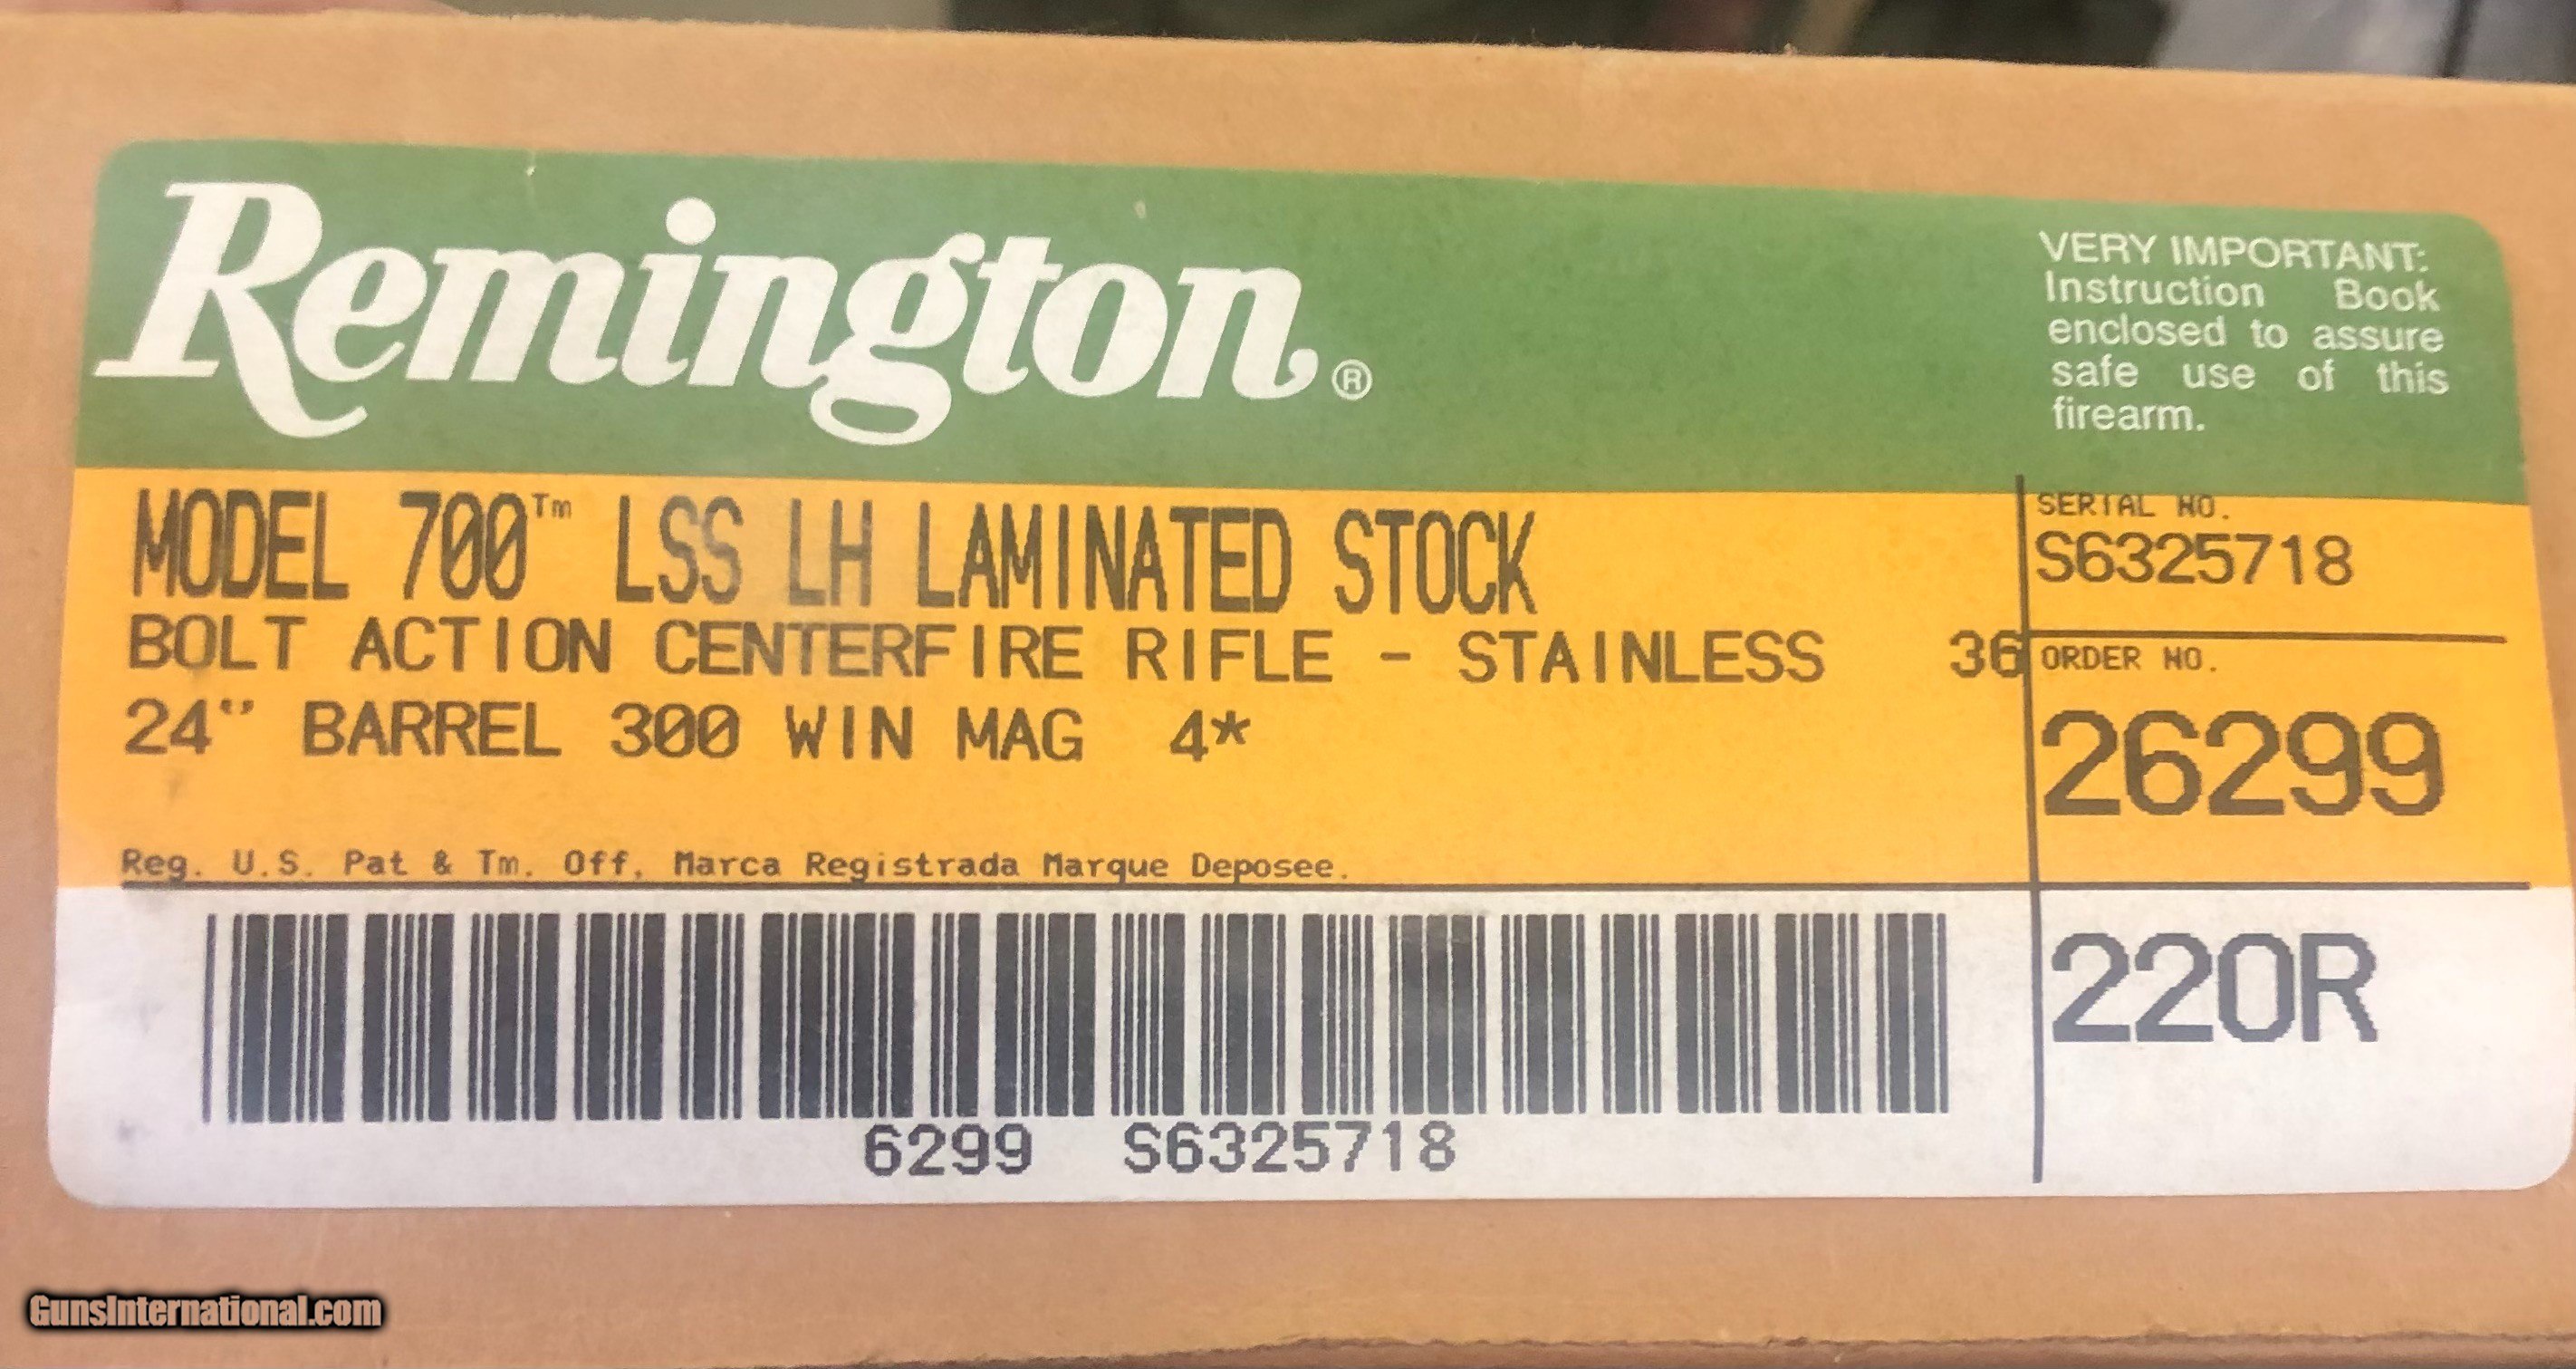 Remington®
VERY IMPORTANT:
Instruction Book
enclosed to assure
safe use of this
firearm.
MODEL 700™ LSS LH LAMINATED STOCK
BOLT ACTION CENTERFIRE RIFLE - STAINLESS 36
24" BARREL 300 WIN MAG 4*
Reg. U.S. Pat & Tm. Off, Marca Registrada Marque Deposee.
SERIAL NO.
S6325718
ORDER NO.
26299
220R
6299 S6325718
GunsInternational.com